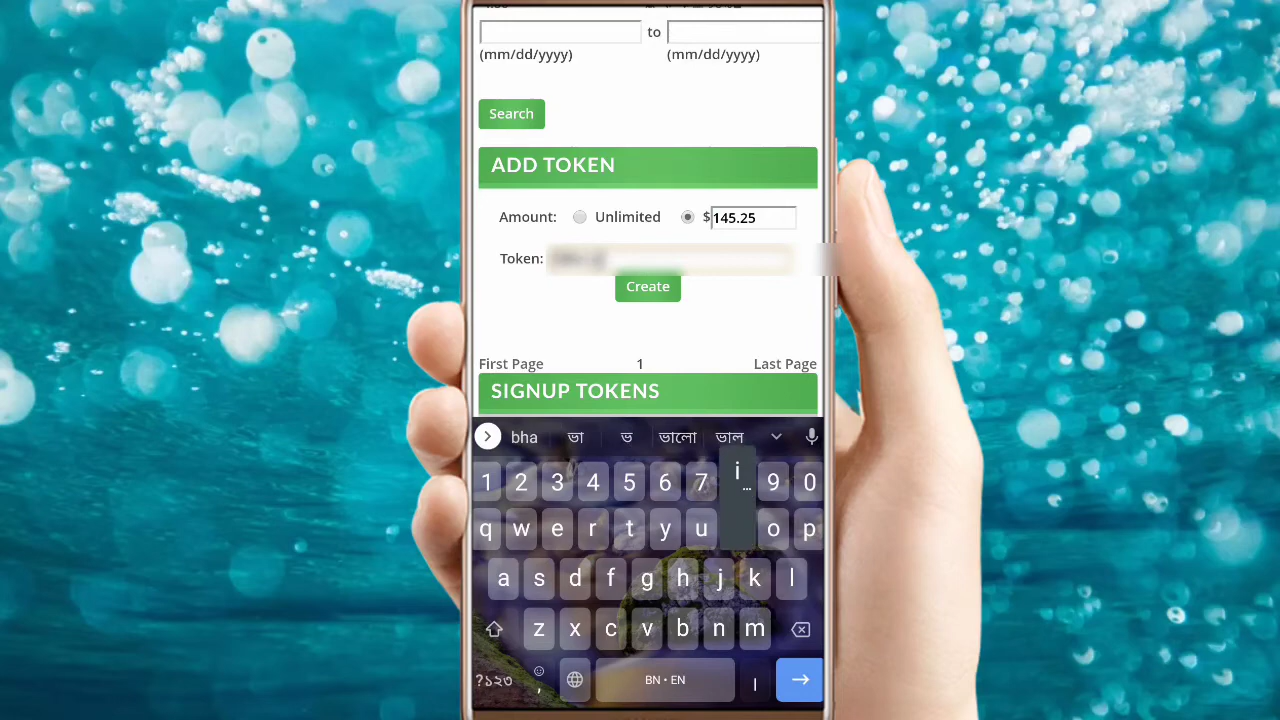 to
(mm/dd/yyyy) (mm/dd/yyyy)
Search
ADD TOKEN
Amount: Unlimited $ 145.25
Token:
Create
First Page 1 Last Page
SIGNUP TOKENS
bha ভা ভ ভালো ভাল
1 2 3 4 5 6 7 i... 9 0
q w e r t y u o p
a s d f g h j k l
z x c v b n m
?১২৩ , BN • EN ।